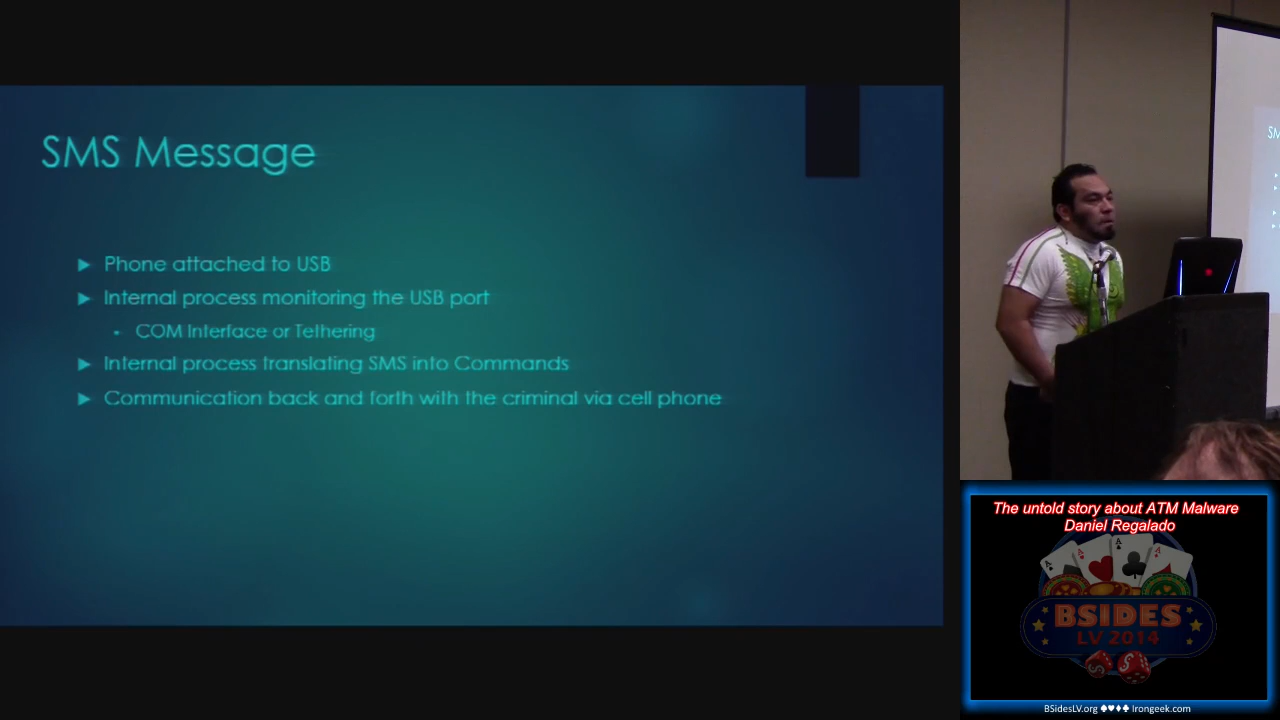 SMS Message
Phone attached to USB
Internal process monitoring the USB port
COM Interface or Tethering
Internal process translating SMS into Commands
Communication back and forth with the criminal via cell phone
SM
The untold story about ATM Malware
Daniel Regalado
A
A
A
A
BSIDES
LV 2014
BSidesLV.org ♠♥♦♣ Irongeek.com